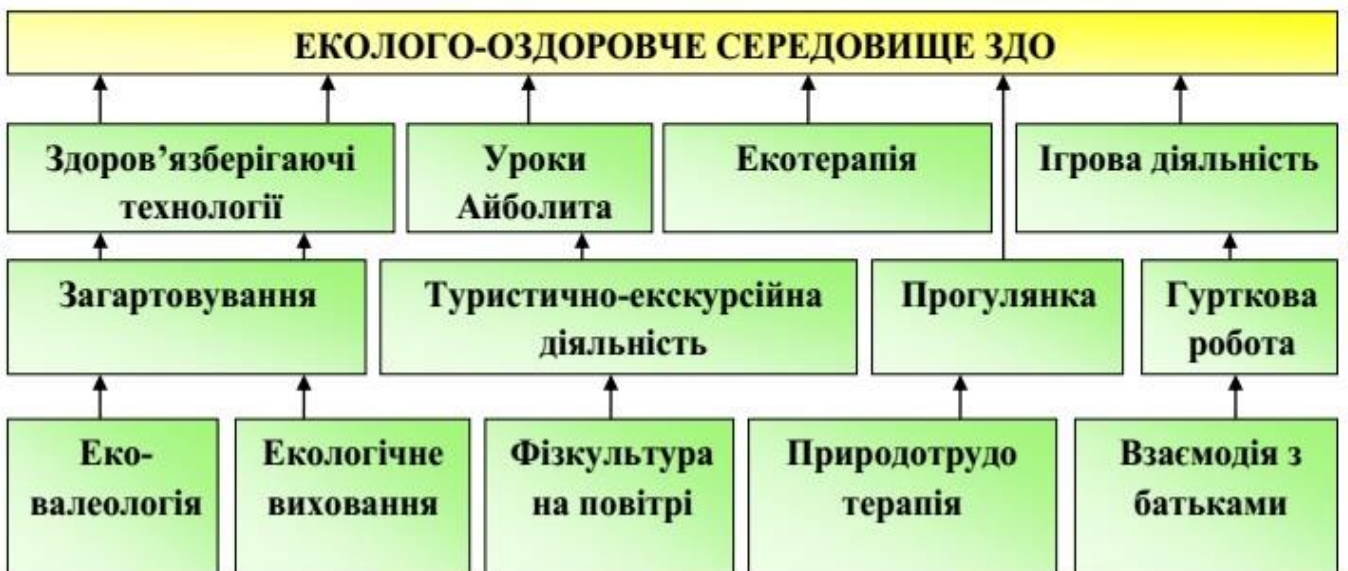 ЕКОЛОГО-ОЗДОРОВЧЕ СЕРЕДОВИЩЕ ЗДО
Здоров’язберігаючі
технології
Уроки
Айболита
Екотерапія
Ігрова діяльність
Загартовування
Туристично-екскурсійна
діяльність
Прогулянка
Гурткова
робота
Еко-
валеологія
Екологічне
виховання
Фізкультура
на повітрі
Природотрудо
терапія
Взаємодія з
батьками